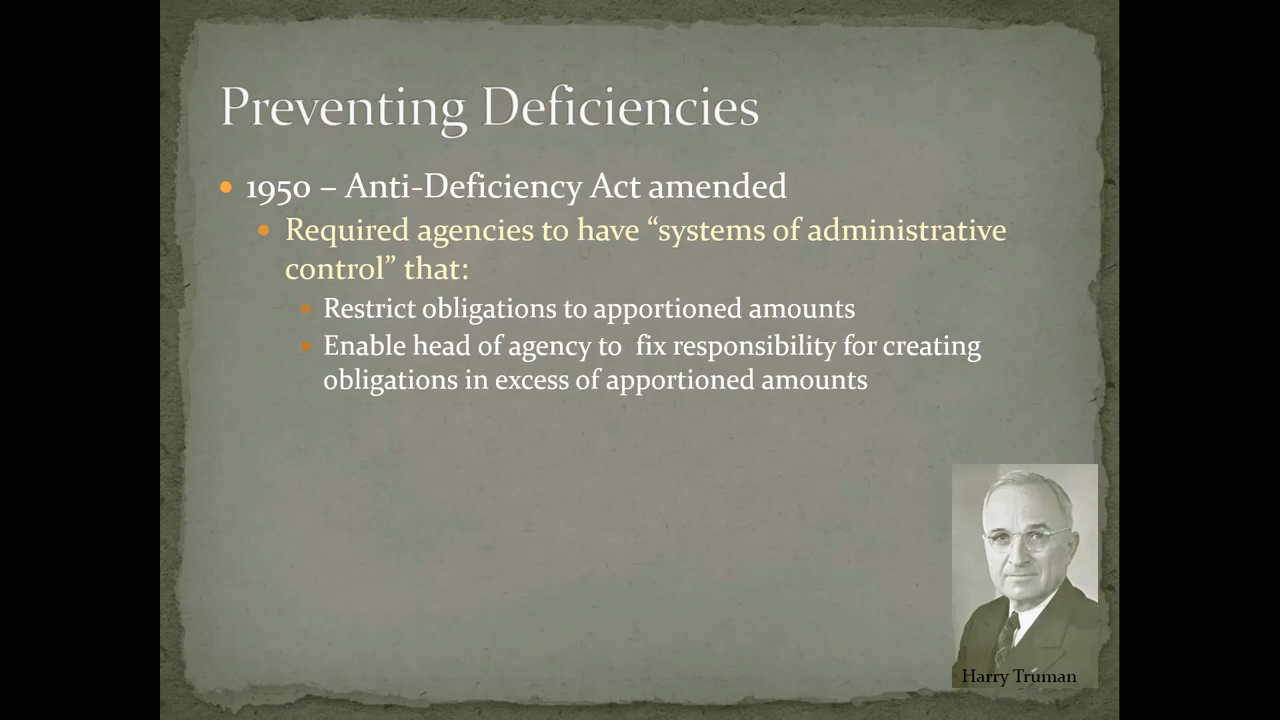 Preventing Deficiencies
1950 – Anti-Deficiency Act amended
Required agencies to have “systems of administrative
control” that:
Restrict obligations to apportioned amounts
Enable head of agency to  fix responsibility for creating
obligations in excess of apportioned amounts
Harry Truman